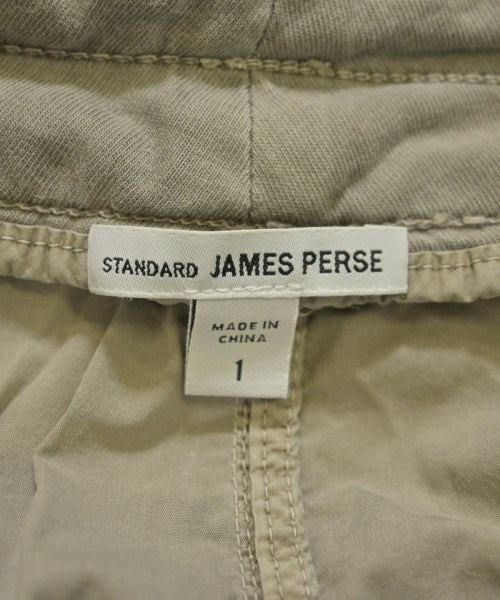 STANDARD JAMES PERSE
MADE IN
CHINA
1